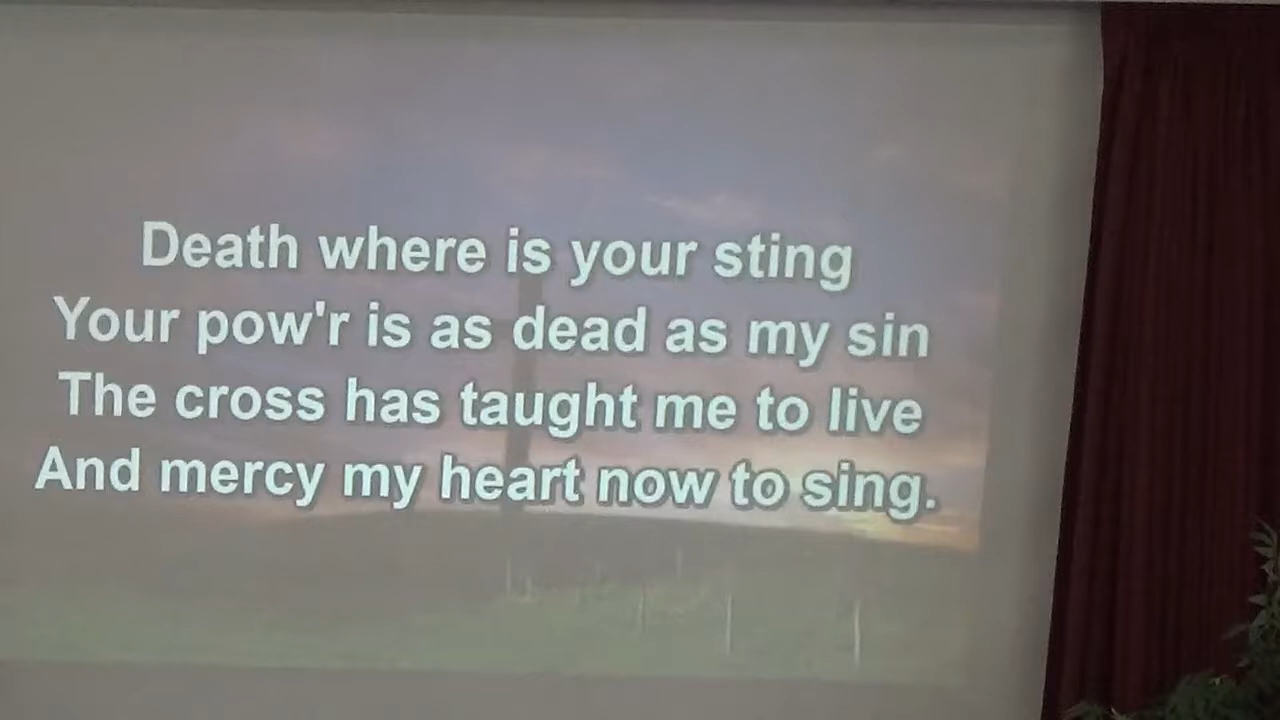 Death where is your sting
Your pow'r is as dead as my sin
The cross has taught me to live
And mercy my heart now to sing.